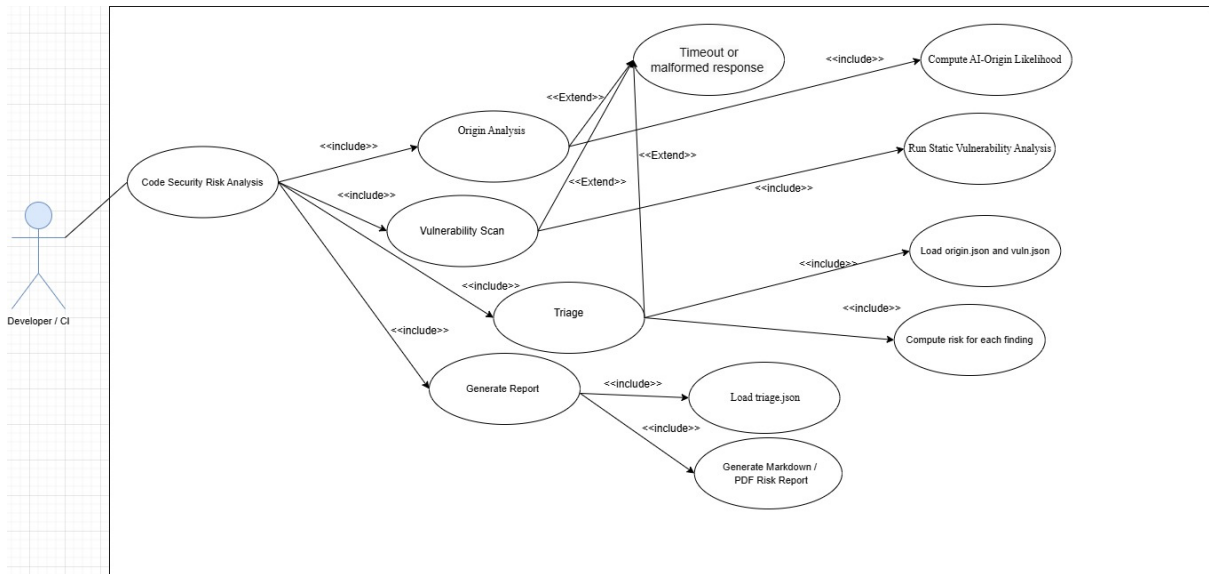 Timeout or
malformed response
<<include>>
Compute AI-Origin Likelihood
<<Extend>>
Origin Analysis
<<include>>
<<Extend>>
Run Static Vulnerability Analysis
Code Security Risk Analysis
<<Extend>>
<<include>>
<<include>>
Vulnerability Scan
Load origin.json and vuln.json
<<include>>
<<include>>
<<include>>
Triage
Developer / CI
<<include>>
Compute risk for each finding
Generate Report
<<include>>
Load triage.json
<<include>>
Generate Markdown /
PDF Risk Report